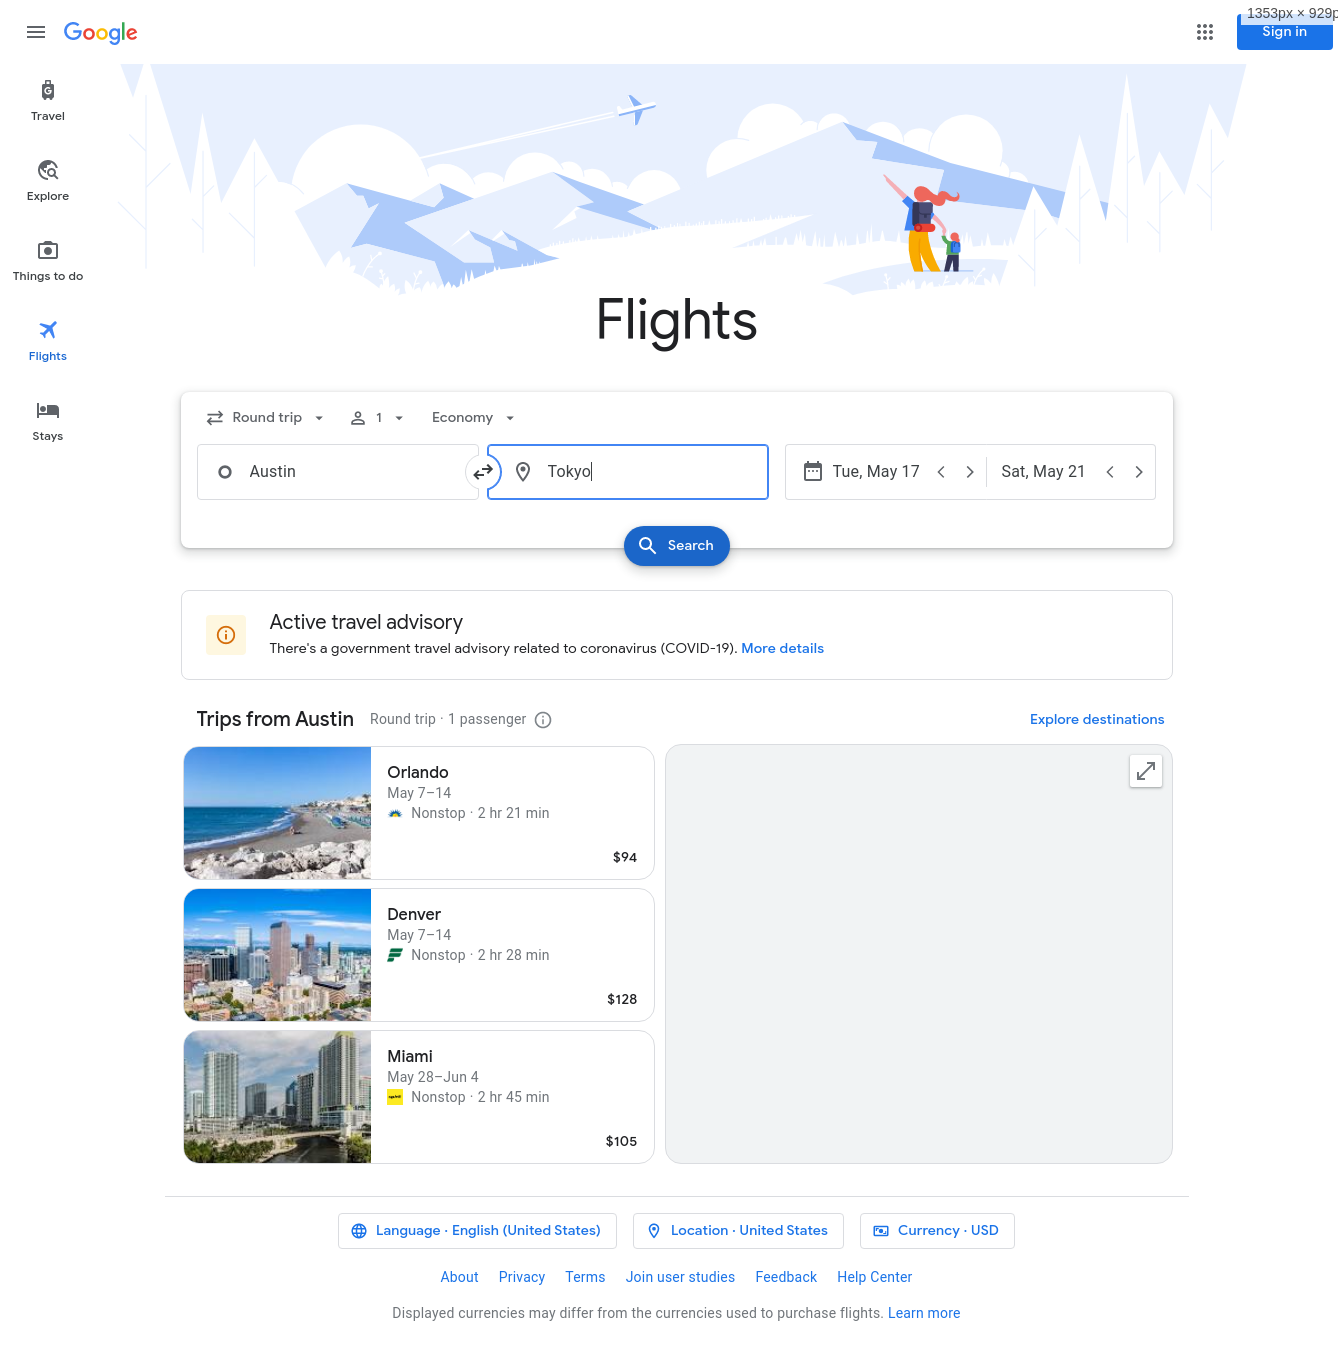 Google
1353px × 929p
Sign in
Travel
Explore
Things to do
Flights
Stays
Flights
Round trip
1
Economy
Austin
Tokyo
Tue, May 17
Sat, May 21
Search
Active travel advisory
There's a government travel advisory related to coronavirus (COVID-19). More details
Trips from Austin
Round trip · 1 passenger
Explore destinations
Orlando
May 7–14
Nonstop · 2 hr 21 min
$94
Denver
May 7–14
Nonstop · 2 hr 28 min
$128
Miami
May 28–Jun 4
spirit
Nonstop · 2 hr 45 min
$105
Language · English (United States)
Location · United States
Currency · USD
About
Privacy
Terms
Join user studies
Feedback
Help Center
Displayed currencies may differ from the currencies used to purchase flights. Learn more